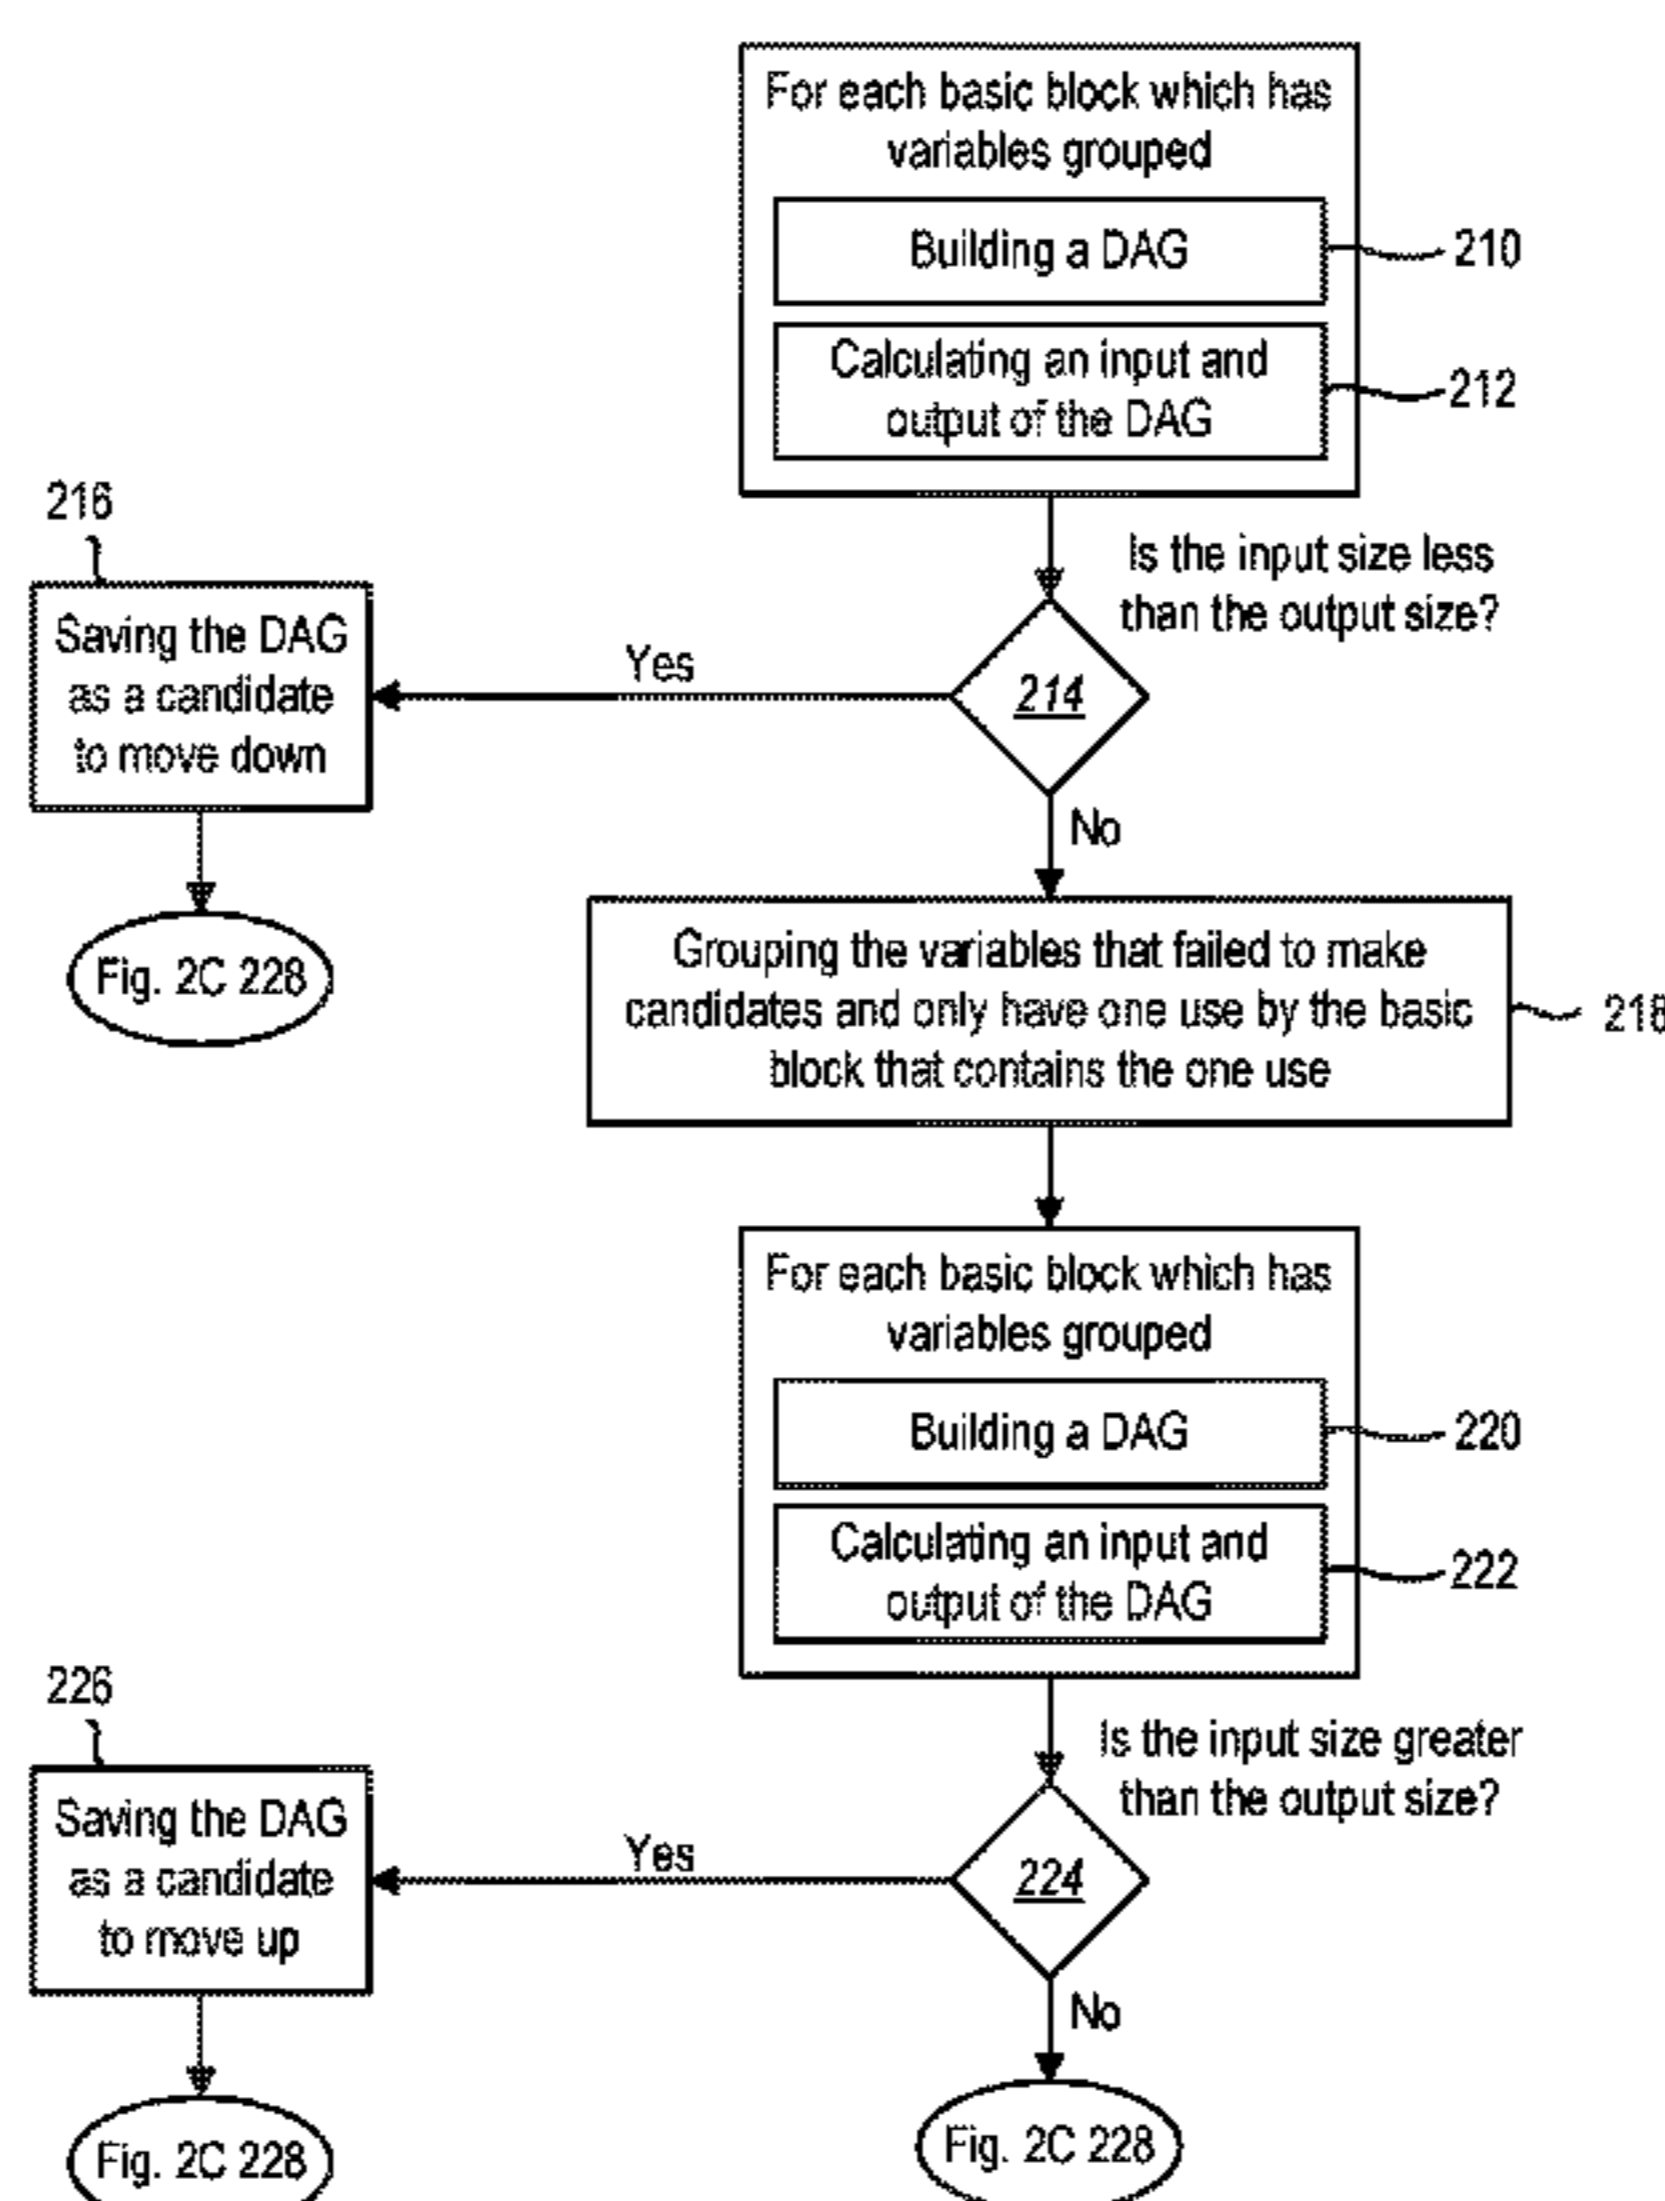 For each basic block which has
variables grouped
Building a DAG
210
Calculating an input and
output of the DAG
212
216
Is the input size less
than the output size?
Saving the DAG
as a candidate
to move down
Yes
214
No
Fig. 2C 228
Grouping the variables that failed to make
candidates and only have one use by the basic
block that contains the one use
218
For each basic block which has
variables grouped
Building a DAG
220
Calculating an input and
output of the DAG
222
226
Is the input size greater
than the output size?
Saving the DAG
as a candidate
to move up
Yes
224
No
Fig. 2C 228
Fig. 2C 228